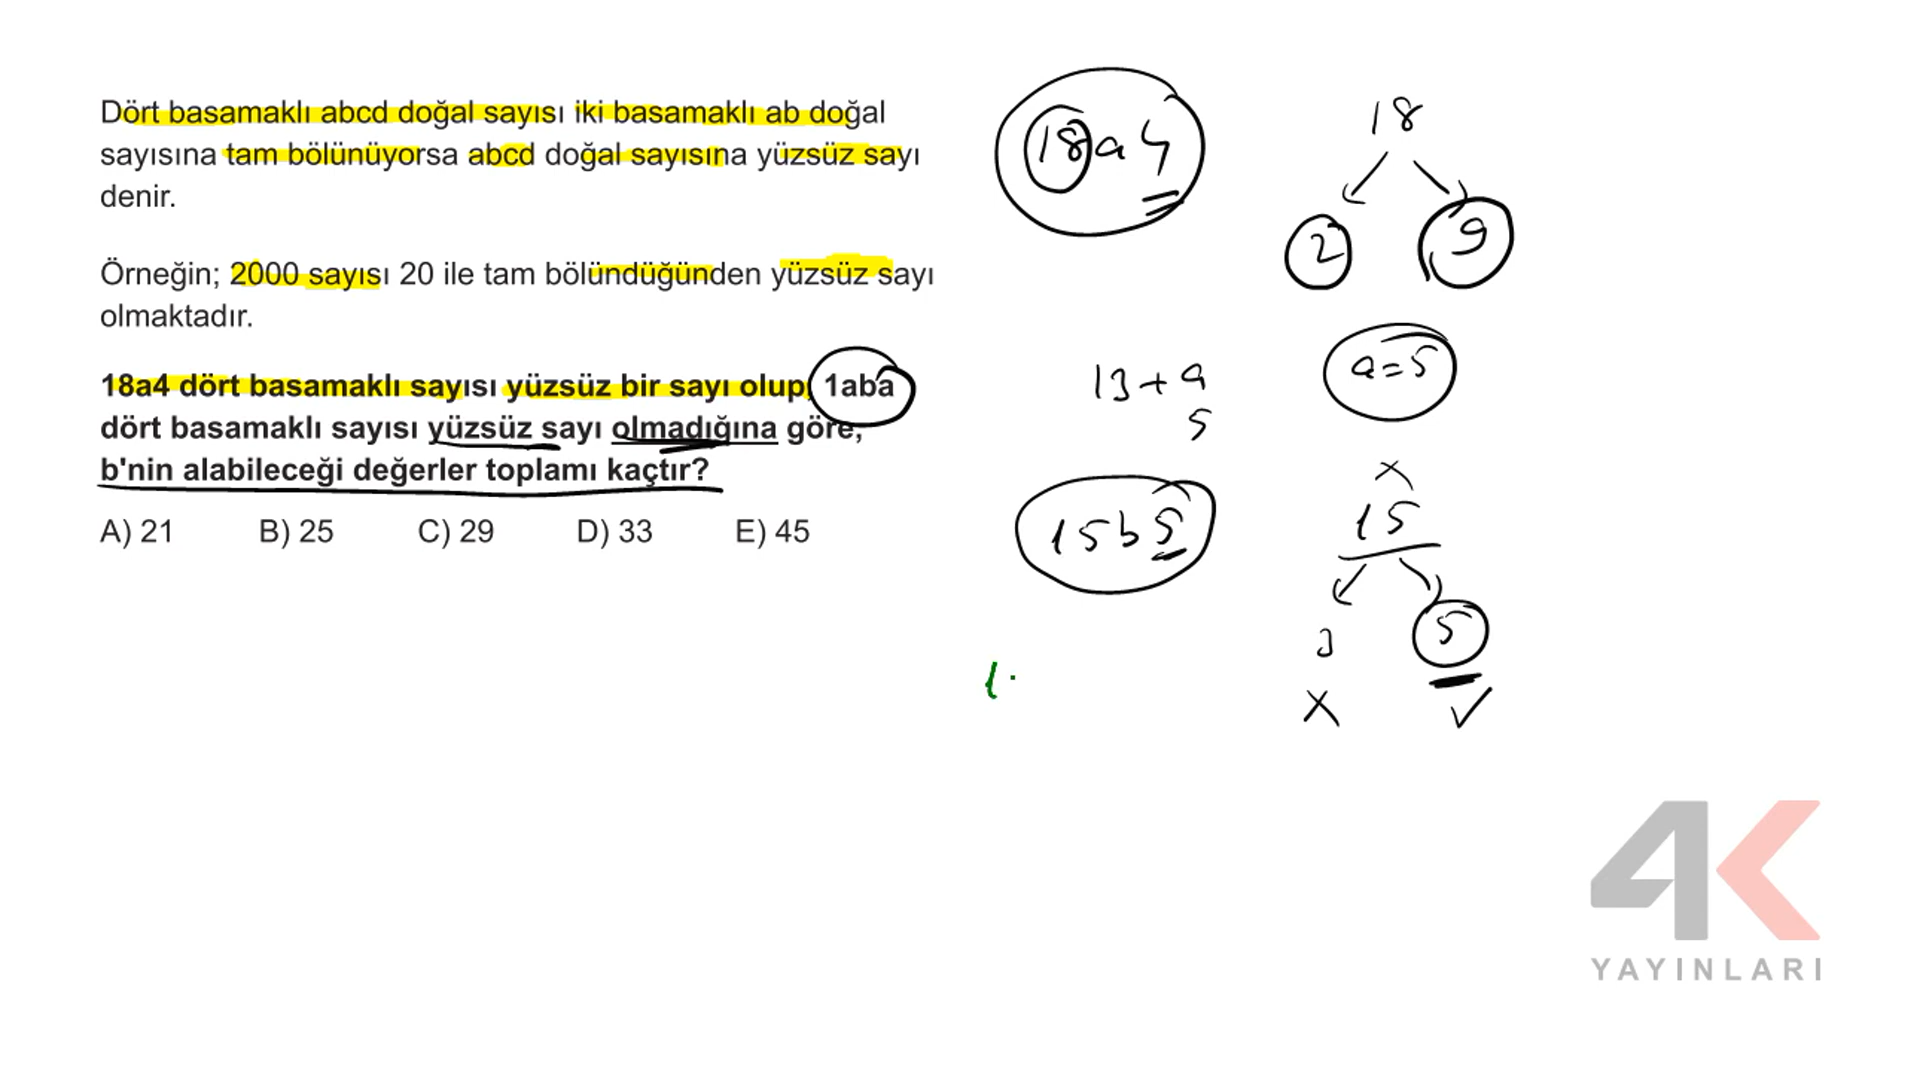 Dört basamaklı abcd doğal sayısı iki basamaklı ab doğal
sayısına tam bölünüyorsa abcd doğal sayısına yüzsüz sayı
denir.
Örneğin; 2000 sayısı 20 ile tam bölündüğünden yüzsüz sayı
olmaktadır.
18a4 dört basamaklı sayısı yüzsüz bir sayı olup, 1aba
dört basamaklı sayısı yüzsüz sayı olmadığına göre,
b'nin alabileceği değerler toplamı kaçtır?
A) 21 B) 25 C) 29 D) 33 E) 45
18a4
18
2 9
13+a
5
a=5
15b5
x
15
3 5
x ✓
4K
YAYINLARI